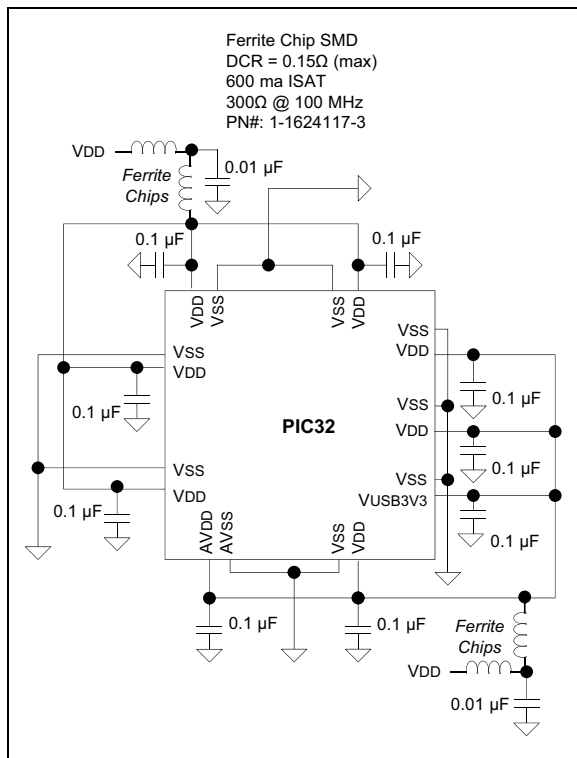 Ferrite Chip SMD
DCR = 0.15Ω (max)
600 ma ISAT
300Ω @ 100 MHz
PN#: 1-1624117-3
VDD
0.01 µF
Ferrite
Chips
0.1 µF
0.1 µF
VDD
VSS
VSS
VDD
VSS
VDD
VSS
VDD
0.1 µF
0.1 µF
VSS
PIC32
VDD
0.1 µF
VSS
VDD
0.1 µF
VSS
VUSB3V3
0.1 µF
AVDD
AVSS
VSS
VDD
0.1 µF
0.1 µF
Ferrite
Chips
VDD
0.01 µF